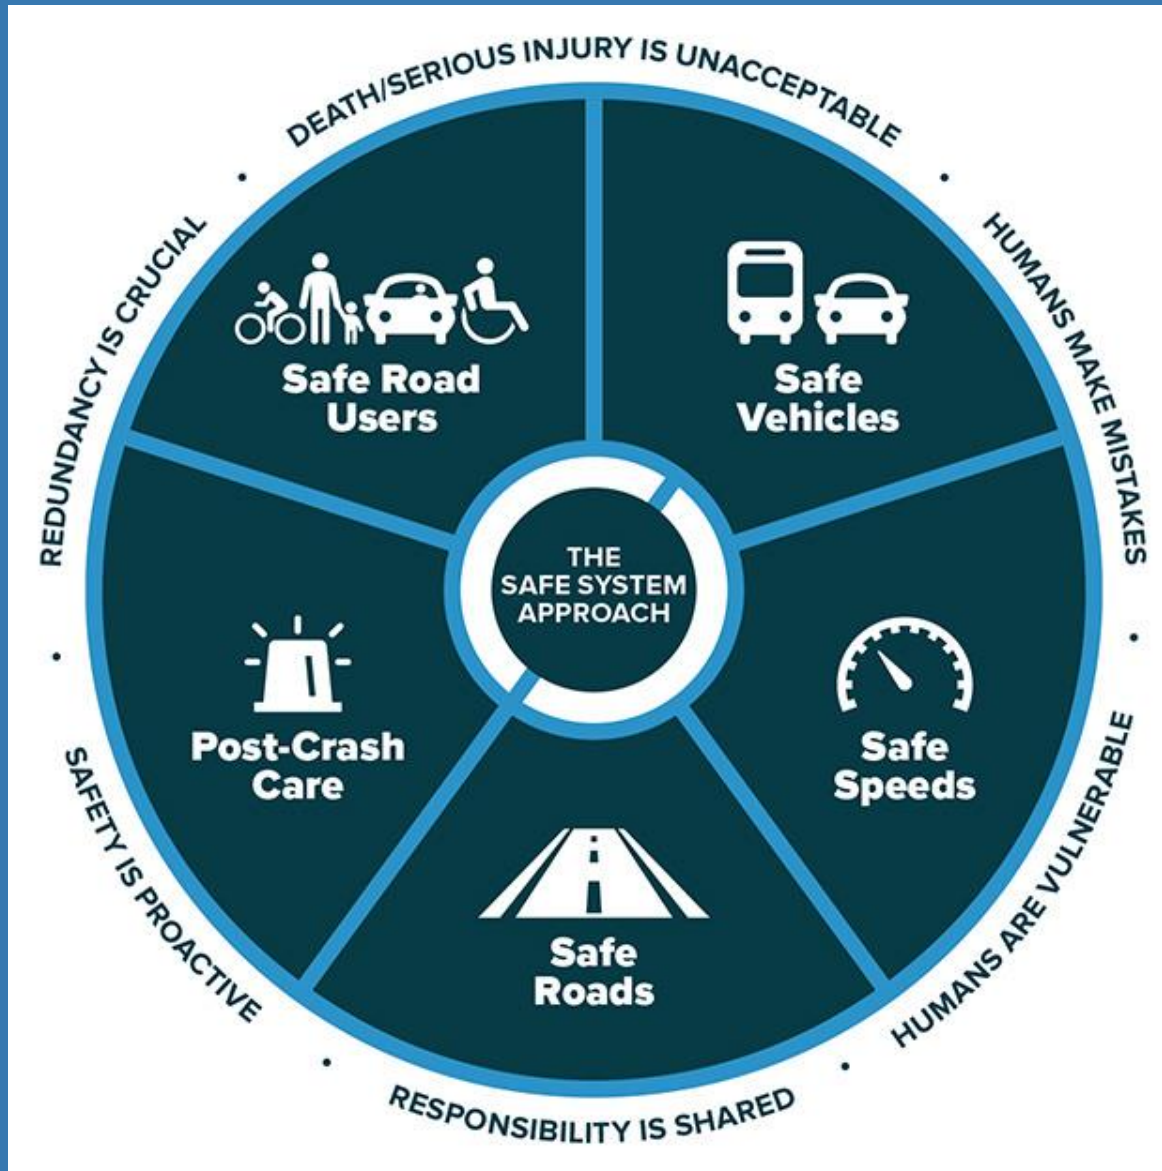 DEATH/SERIOUS INJURY IS UNACCEPTABLE
HUMANS MAKE MISTAKES
HUMANS ARE VULNERABLE
RESPONSIBILITY IS SHARED
SAFETY IS PROACTIVE
REDUNDANCY IS CRUCIAL
Safe Road
Users
Safe
Vehicles
THE
SAFE SYSTEM
APPROACH
Post-Crash
Care
Safe
Speeds
Safe
Roads